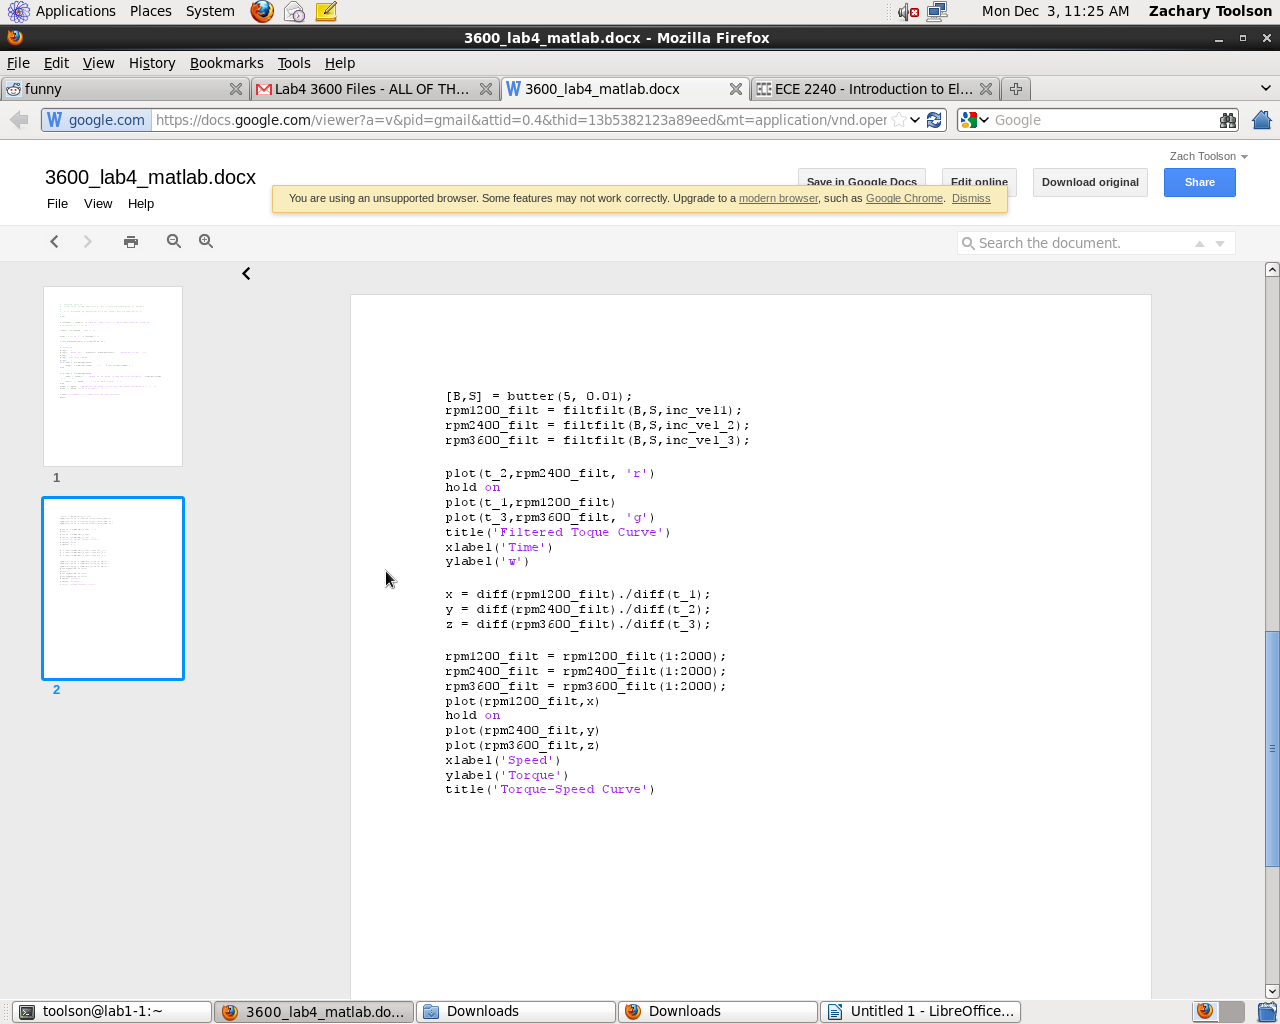 Applications Places System Mon Dec 3, 11:25 AM Zachary Toolson
3600_lab4_matlab.docx - Mozilla Firefox
File Edit View History Bookmarks Tools Help
funny
Lab4 3600 Files - ALL OF TH...
3600_lab4_matlab.docx
ECE 2240 - Introduction to El...
google.com https://docs.google.com/viewer?a=v&pid=gmail&attid=0.4&thid=13b5382123a89eed&mt=application/vnd.oper
Google
Zach Toolson
3600_lab4_matlab.docx
Save in Google Docs Edit online Download original Share
You are using an unsupported browser. Some features may not work correctly. Upgrade to a modern browser, such as Google Chrome. Dismiss
File View Help
Search the document.
1
2
[B,S] = butter(5, 0.01);
rpm1200_filt = filtfilt(B,S,inc_vel1);
rpm2400_filt = filtfilt(B,S,inc_vel_2);
rpm3600_filt = filtfilt(B,S,inc_vel_3);
plot(t_2,rpm2400_filt, 'r')
hold on
plot(t_1,rpm1200_filt)
plot(t_3,rpm3600_filt, 'g')
title('Filtered Toque Curve')
xlabel('Time')
ylabel('w')
x = diff(rpm1200_filt)./diff(t_1);
y = diff(rpm2400_filt)./diff(t_2);
z = diff(rpm3600_filt)./diff(t_3);
rpm1200_filt = rpm1200_filt(1:2000);
rpm2400_filt = rpm2400_filt(1:2000);
rpm3600_filt = rpm3600_filt(1:2000);
plot(rpm1200_filt,x)
hold on
plot(rpm2400_filt,y)
plot(rpm3600_filt,z)
xlabel('Speed')
ylabel('Torque')
title('Torque-Speed Curve')
toolson@lab1-1:~
3600_lab4_matlab.do...
Downloads
Downloads
Untitled 1 - LibreOffice...